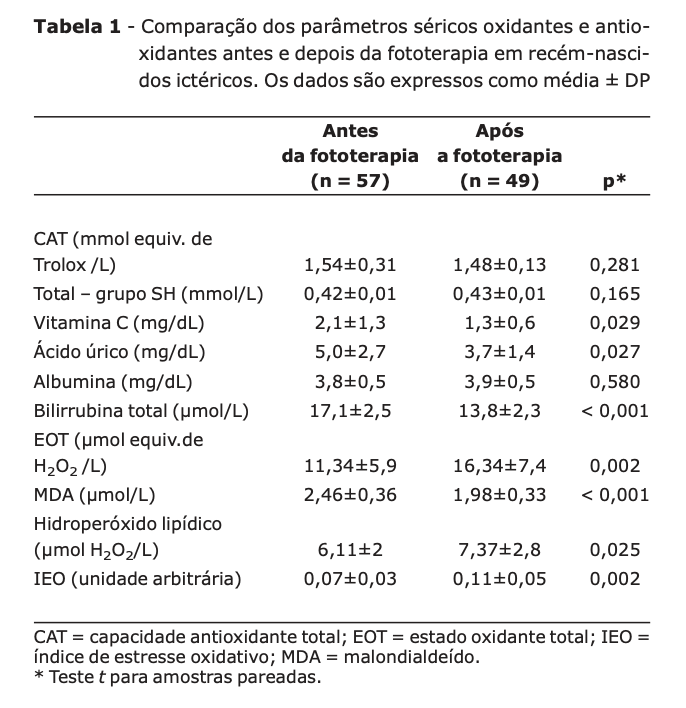 Tabela 1 - Comparação dos parâmetros séricos oxidantes e antio-
xidantes antes e depois da fototerapia em recém-nasci-
dos ictéricos. Os dados são expressos como média ± DP
Antes Após
da fototerapia a fototerapia
(n = 57) (n = 49) p*
CAT (mmol equiv. de
Trolox /L) 1,54±0,31 1,48±0,13 0,281
Total – grupo SH (mmol/L) 0,42±0,01 0,43±0,01 0,165
Vitamina C (mg/dL) 2,1±1,3 1,3±0,6 0,029
Ácido úrico (mg/dL) 5,0±2,7 3,7±1,4 0,027
Albumina (mg/dL) 3,8±0,5 3,9±0,5 0,580
Bilirrubina total (µmol/L) 17,1±2,5 13,8±2,3 < 0,001
EOT (µmol equiv.de
H₂O₂ /L) 11,34±5,9 16,34±7,4 0,002
MDA (µmol/L) 2,46±0,36 1,98±0,33 < 0,001
Hidroperóxido lipídico
(µmol H₂O₂/L) 6,11±2 7,37±2,8 0,025
IEO (unidade arbitrária) 0,07±0,03 0,11±0,05 0,002
CAT = capacidade antioxidante total; EOT = estado oxidante total; IEO =
índice de estresse oxidativo; MDA = malondialdeído.
* Teste t para amostras pareadas.